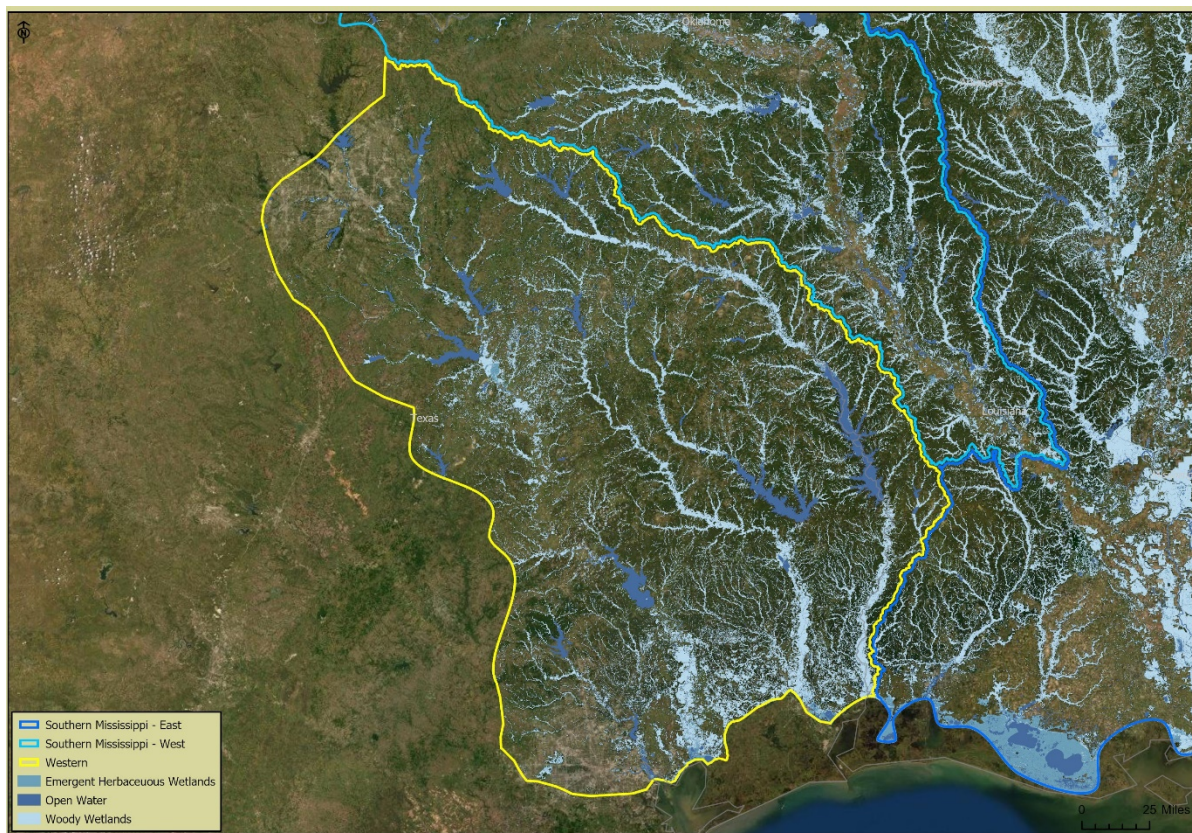 N
Oklahoma
Texas
Louisiana
Southern Mississippi - East
Southern Mississippi - West
Western
Emergent Herbaceuous Wetlands
Open Water
Woody Wetlands
0 25 Miles